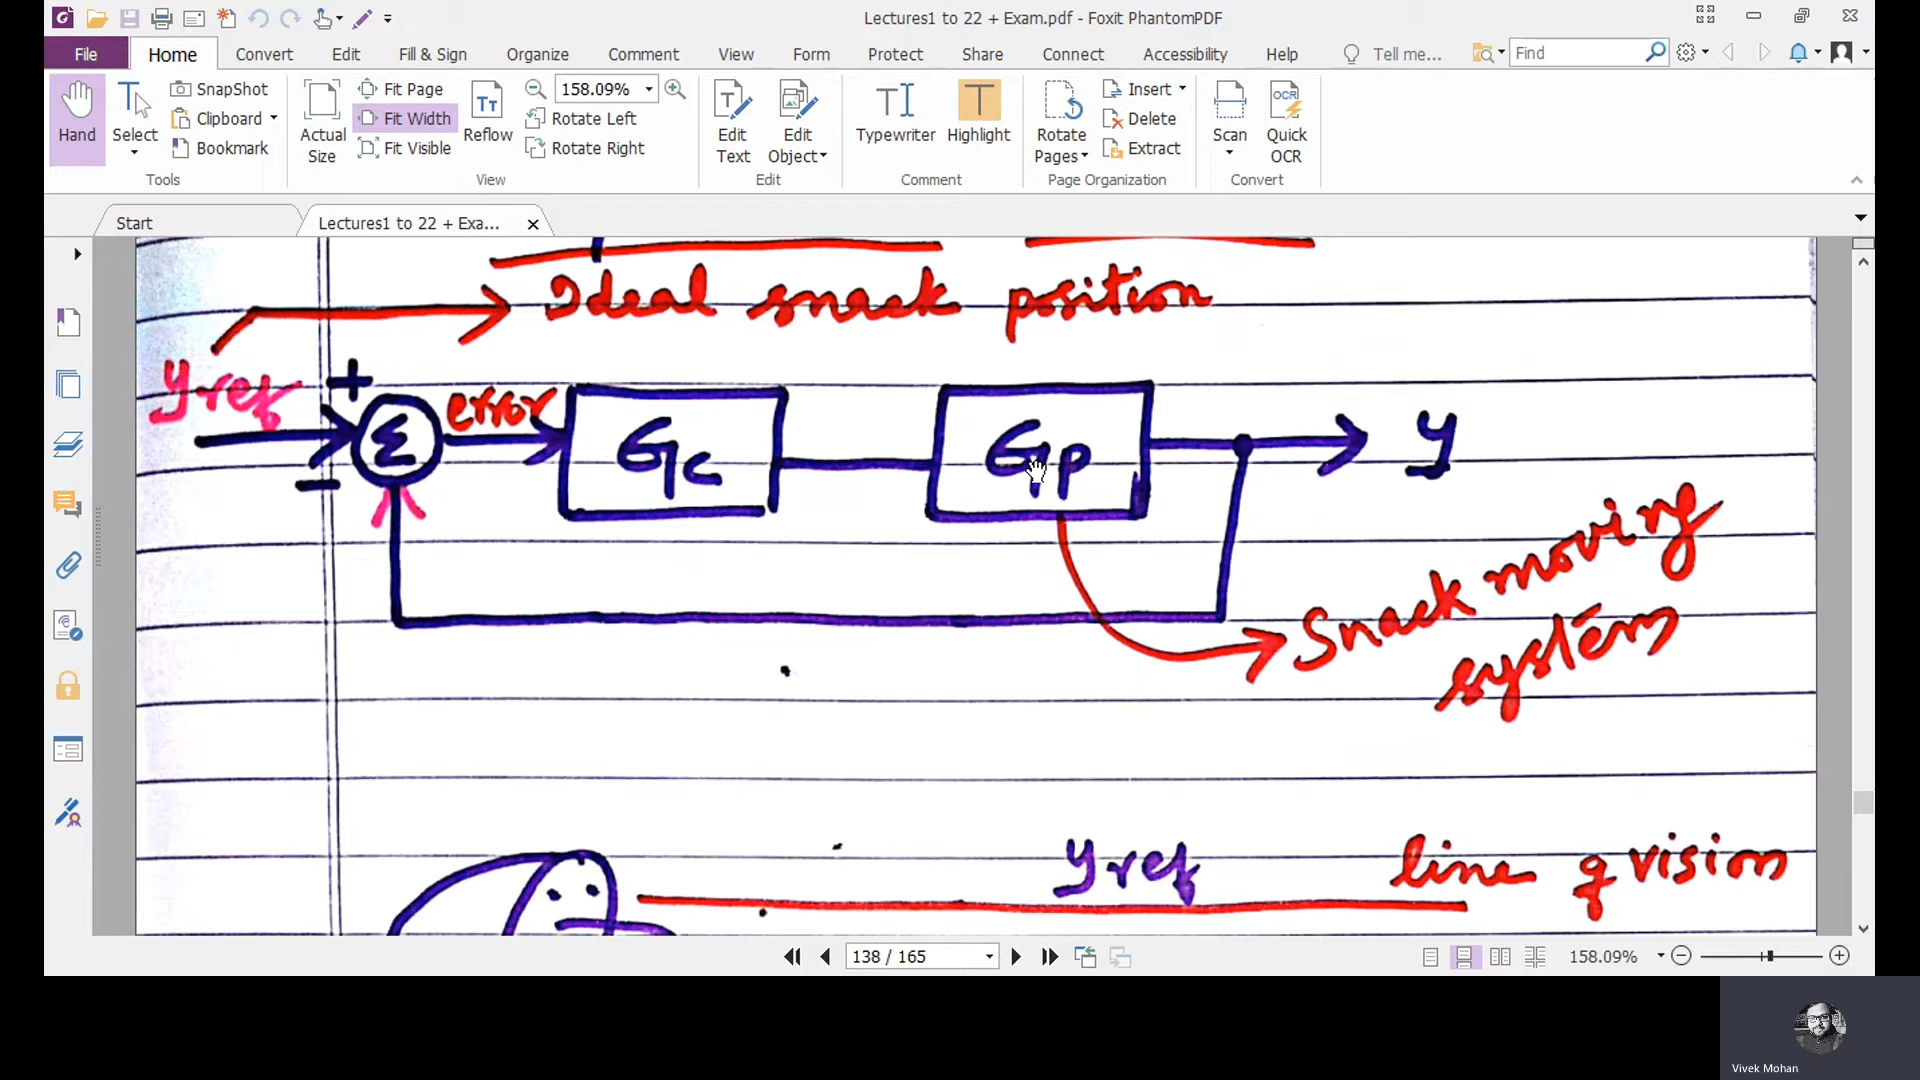 Lectures1 to 22 + Exam.pdf - Foxit PhantomPDF
File Home Convert Edit Fill & Sign Organize Comment View Form Protect Share Connect Accessibility Help Tell me... Find
Hand
Select
SnapShot
Clipboard
Bookmark
Tools
Actual Size
Fit Page
Fit Width
Fit Visible
Reflow
158.09%
Rotate Left
Rotate Right
View
Edit Text
Edit Object
Edit
Typewriter
Highlight
Comment
Rotate Pages
Insert
Delete
Extract
Page Organization
Scan
Quick OCR
Convert
Start
Lectures1 to 22 + Exa...
Ideal snack position
yref + Σ error Gc Gp y
−
Snack moving
system
yref line of vision
138 / 165
158.09%
Vivek Mohan